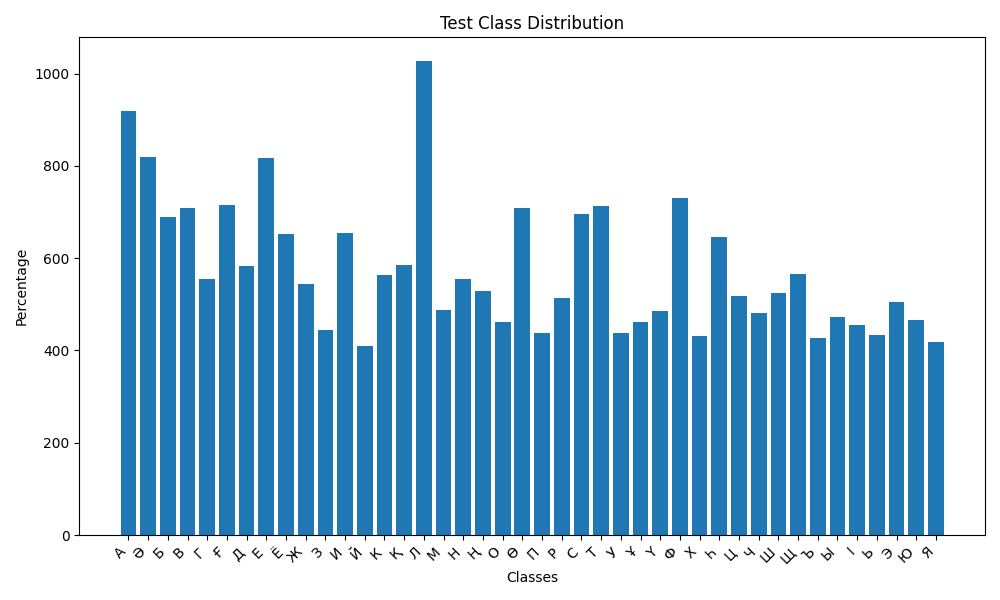 Test Class Distribution
Percentage
1000
800
600
400
200
0
А Ә Б В Г Ғ Д Е Ё Ж З И Й К Қ Л М Н Ң О Ө П Р С Т У Ұ Ү Ф Х Һ Ц Ч Ш Щ Ъ Ы І Ь Э Ю Я
Classes